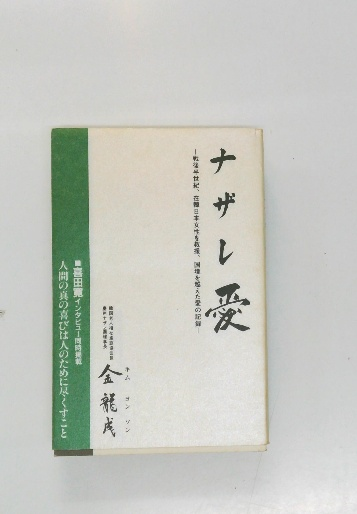 ナザレ愛
―戦後半世紀、在韓日本女性を救援、国境を越えた愛の記録―
キム ヨン ソン
金龍成
■喜田寛インタビュー同時掲載
人間の真の喜びは人のために尽くすこと